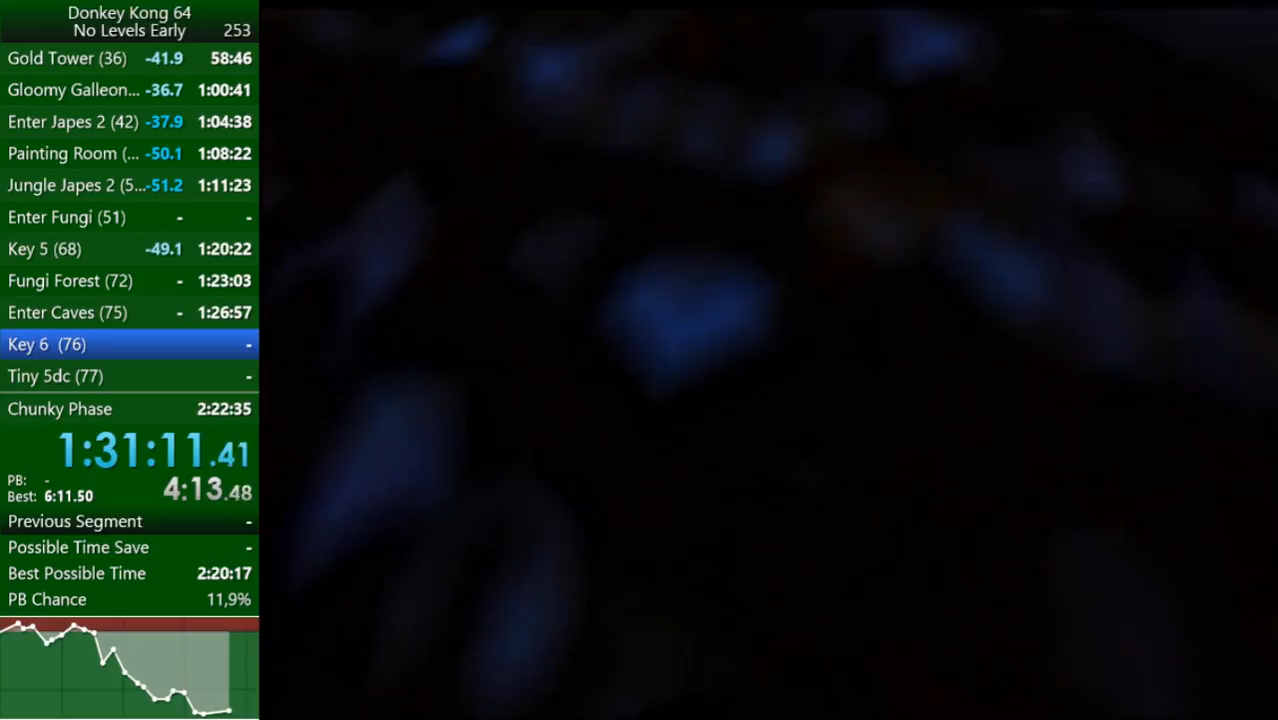 Donkey Kong 64
No Levels Early 253
Gold Tower (36) -41.9 58:46
Gloomy Galleon... -36.7 1:00:41
Enter Japes 2 (42) -37.9 1:04:38
Painting Room (... -50.1 1:08:22
Jungle Japes 2 (5... -51.2 1:11:23
Enter Fungi (51) - -
Key 5 (68) -49.1 1:20:22
Fungi Forest (72) - 1:23:03
Enter Caves (75) - 1:26:57
Key 6 (76) -
Tiny 5dc (77) -
Chunky Phase 2:22:35
1:31:11.41
PB: -
Best: 6:11.50 4:13.48
Previous Segment -
Possible Time Save -
Best Possible Time 2:20:17
PB Chance 11,9%